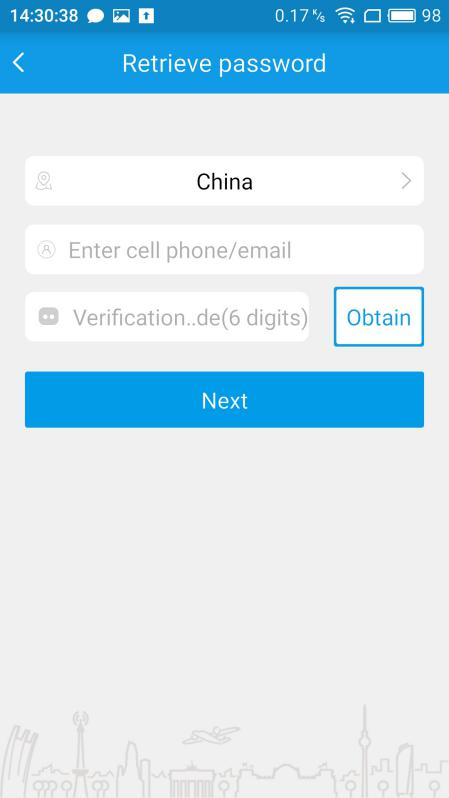 14:30:38 0.17 K/s 98
Retrieve password
China
Enter cell phone/email
Verification..de(6 digits)
Obtain
Next